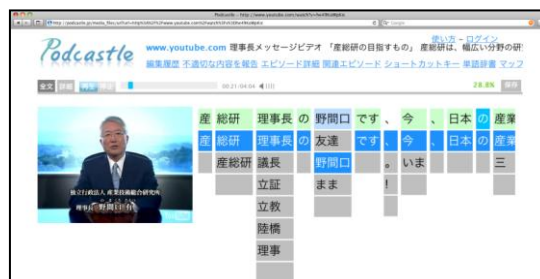 Podcastle - http://www.youtube.com/watch?v=
Podcastle
使い方 - ログイン
www.youtube.com 理事長メッセージビデオ 「産総研の目指すもの」 産総研は、幅広い分野の研
編集履歴 不適切な内容を報告 エピソード詳細 関連エピソード ショートカットキー 単語辞書 マップ
全文 詳細 再生 00:21/04:04 28.8% 保存
産 総研 理事長 の 野間口 です 、 今 、 日本 の 産業
産 総研 理事長 の 友達 です 、 今 、 日本 の 産業
産総研 議長 野間口 。 いま 三
立証 まま !
立教
陸橋
理事
独立行政法人 産業技術総合研究所
理事長 野間口 有